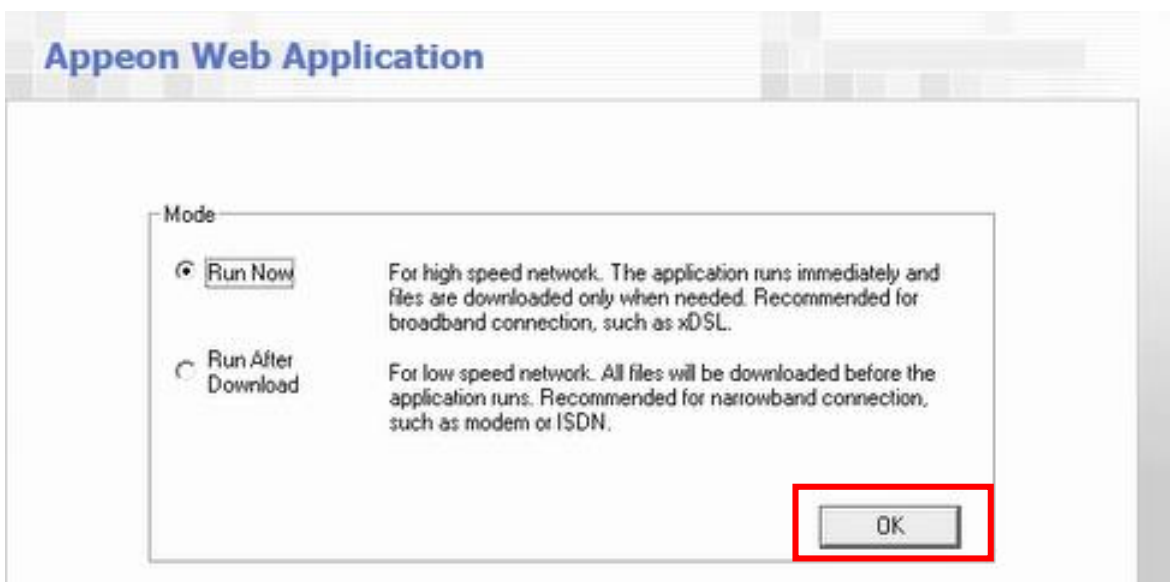 Appeon Web Application
Mode
Run Now
For high speed network. The application runs immediately and
files are downloaded only when needed. Recommended for
broadband connection, such as xDSL.
Run After
Download
For low speed network. All files will be downloaded before the
application runs. Recommended for narrowband connection,
such as modem or ISDN.
OK